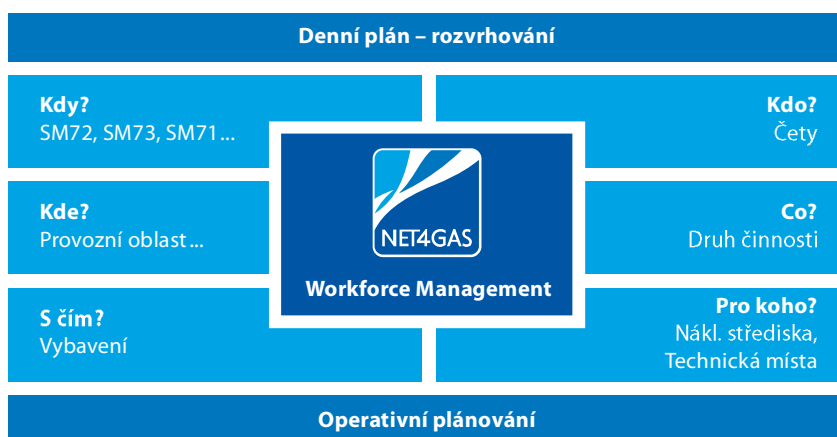 Denní plán – rozvrhování
Kdy?
SM72, SM73, SM71...
Kdo?
Čety
Kde?
Provozní oblast...
NET4GAS
Workforce Management
Co?
Druh činnosti
S čím?
Vybavení
Pro koho?
Nákl. střediska,
Technická místa
Operativní plánování